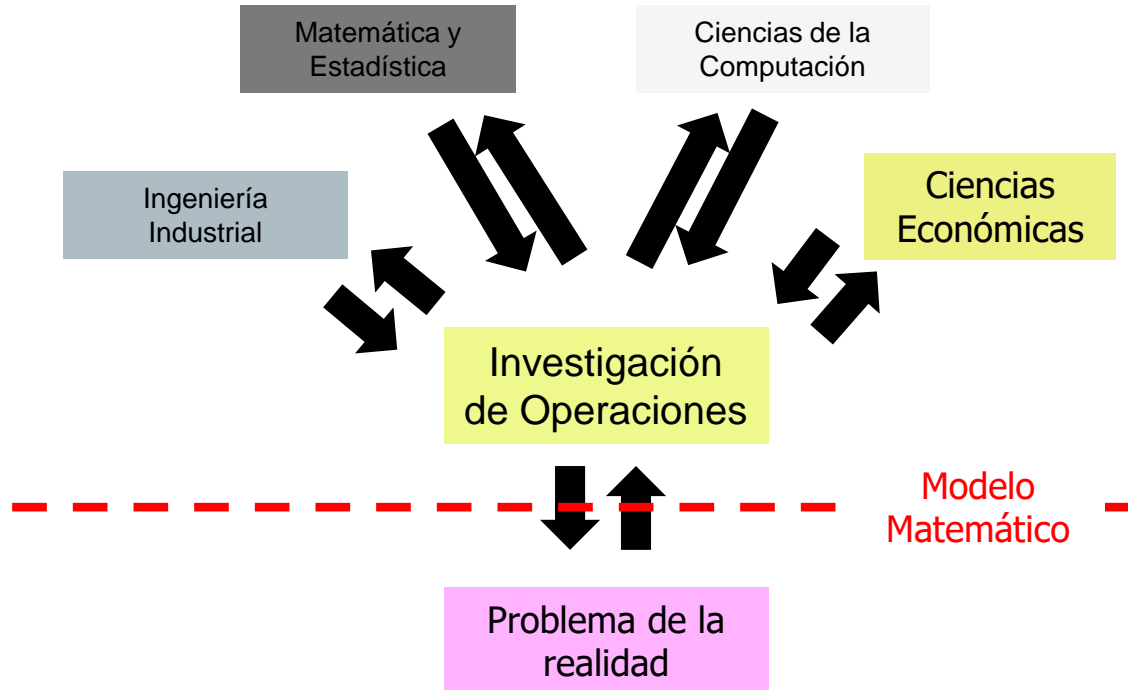 Matemática y
Estadística
Ciencias de la
Computación
Ingeniería
Industrial
Ciencias
Económicas
Investigación
de Operaciones
Modelo
Matemático
Problema de la
realidad